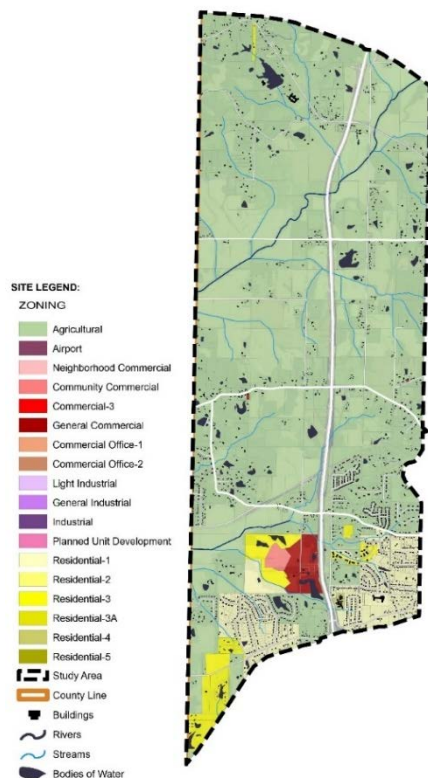 SITE LEGEND:
ZONING
Agricultural
Airport
Neighborhood Commercial
Community Commercial
Commercial-3
General Commercial
Commercial Office-1
Commercial Office-2
Light Industrial
General Industrial
Industrial
Planned Unit Development
Residential-1
Residential-2
Residential-3
Residential-3A
Residential-4
Residential-5
Study Area
County Line
Buildings
Rivers
Streams
Bodies of Water